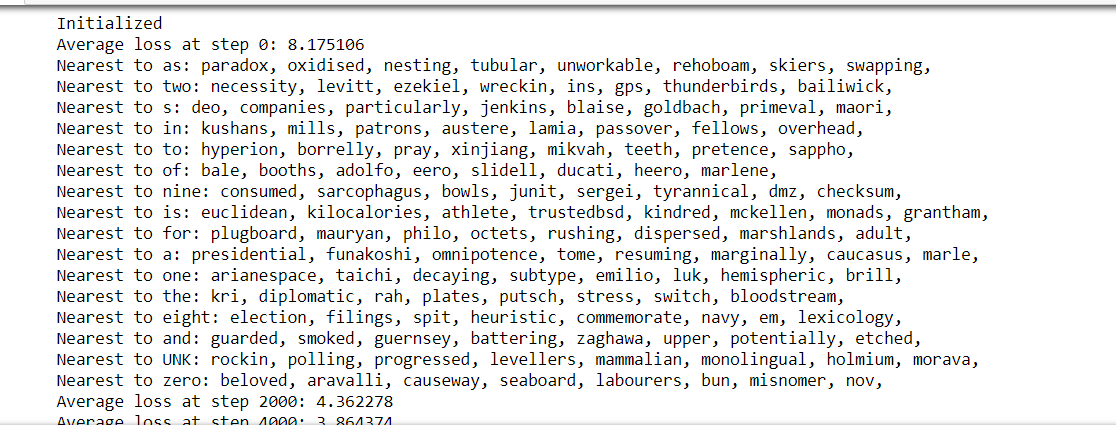 Initialized
Average loss at step 0: 8.175106
Nearest to as: paradox, oxidised, nesting, tubular, unworkable, rehoboam, skiers, swapping,
Nearest to two: necessity, levitt, ezekiel, wreckin, ins, gps, thunderbirds, bailiwick,
Nearest to s: deo, companies, particularly, jenkins, blaise, goldbach, primeval, maori,
Nearest to in: kushans, mills, patrons, austere, lamia, passover, fellows, overhead,
Nearest to to: hyperion, borrelly, pray, xinjiang, mikvah, teeth, pretence, sappho,
Nearest to of: bale, booths, adolfo, eero, slidell, ducati, heero, marlene,
Nearest to nine: consumed, sarcophagus, bowls, junit, sergei, tyrannical, dmz, checksum,
Nearest to is: euclidean, kilocalories, athlete, trustedbsd, kindred, mckellen, monads, grantham,
Nearest to for: plugboard, mauryan, philo, octets, rushing, dispersed, marshlands, adult,
Nearest to a: presidential, funakoshi, omnipotence, tome, resuming, marginally, caucasus, marle,
Nearest to one: arianespace, taichi, decaying, subtype, emilio, luk, hemispheric, brill,
Nearest to the: kri, diplomatic, rah, plates, putsch, stress, switch, bloodstream,
Nearest to eight: election, filings, spit, heuristic, commemorate, navy, em, lexicology,
Nearest to and: guarded, smoked, guernsey, battering, zaghawa, upper, potentially, etched,
Nearest to UNK: rockin, polling, progressed, levellers, mammalian, monolingual, holmium, morava,
Nearest to zero: beloved, aravalli, causeway, seaboard, labourers, bun, misnomer, nov,
Average loss at step 2000: 4.362278
Average loss at step 4000: 3.864374